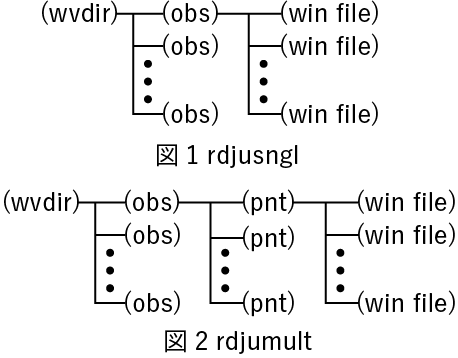 (wvdir) (obs) (win file)
(obs) (win file)
(obs) (win file)
図 1 rdjusngl
(wvdir) (obs) (pnt) (win file)
(obs) (pnt) (win file)
(obs) (pnt) (win file)
図 2 rdjumult